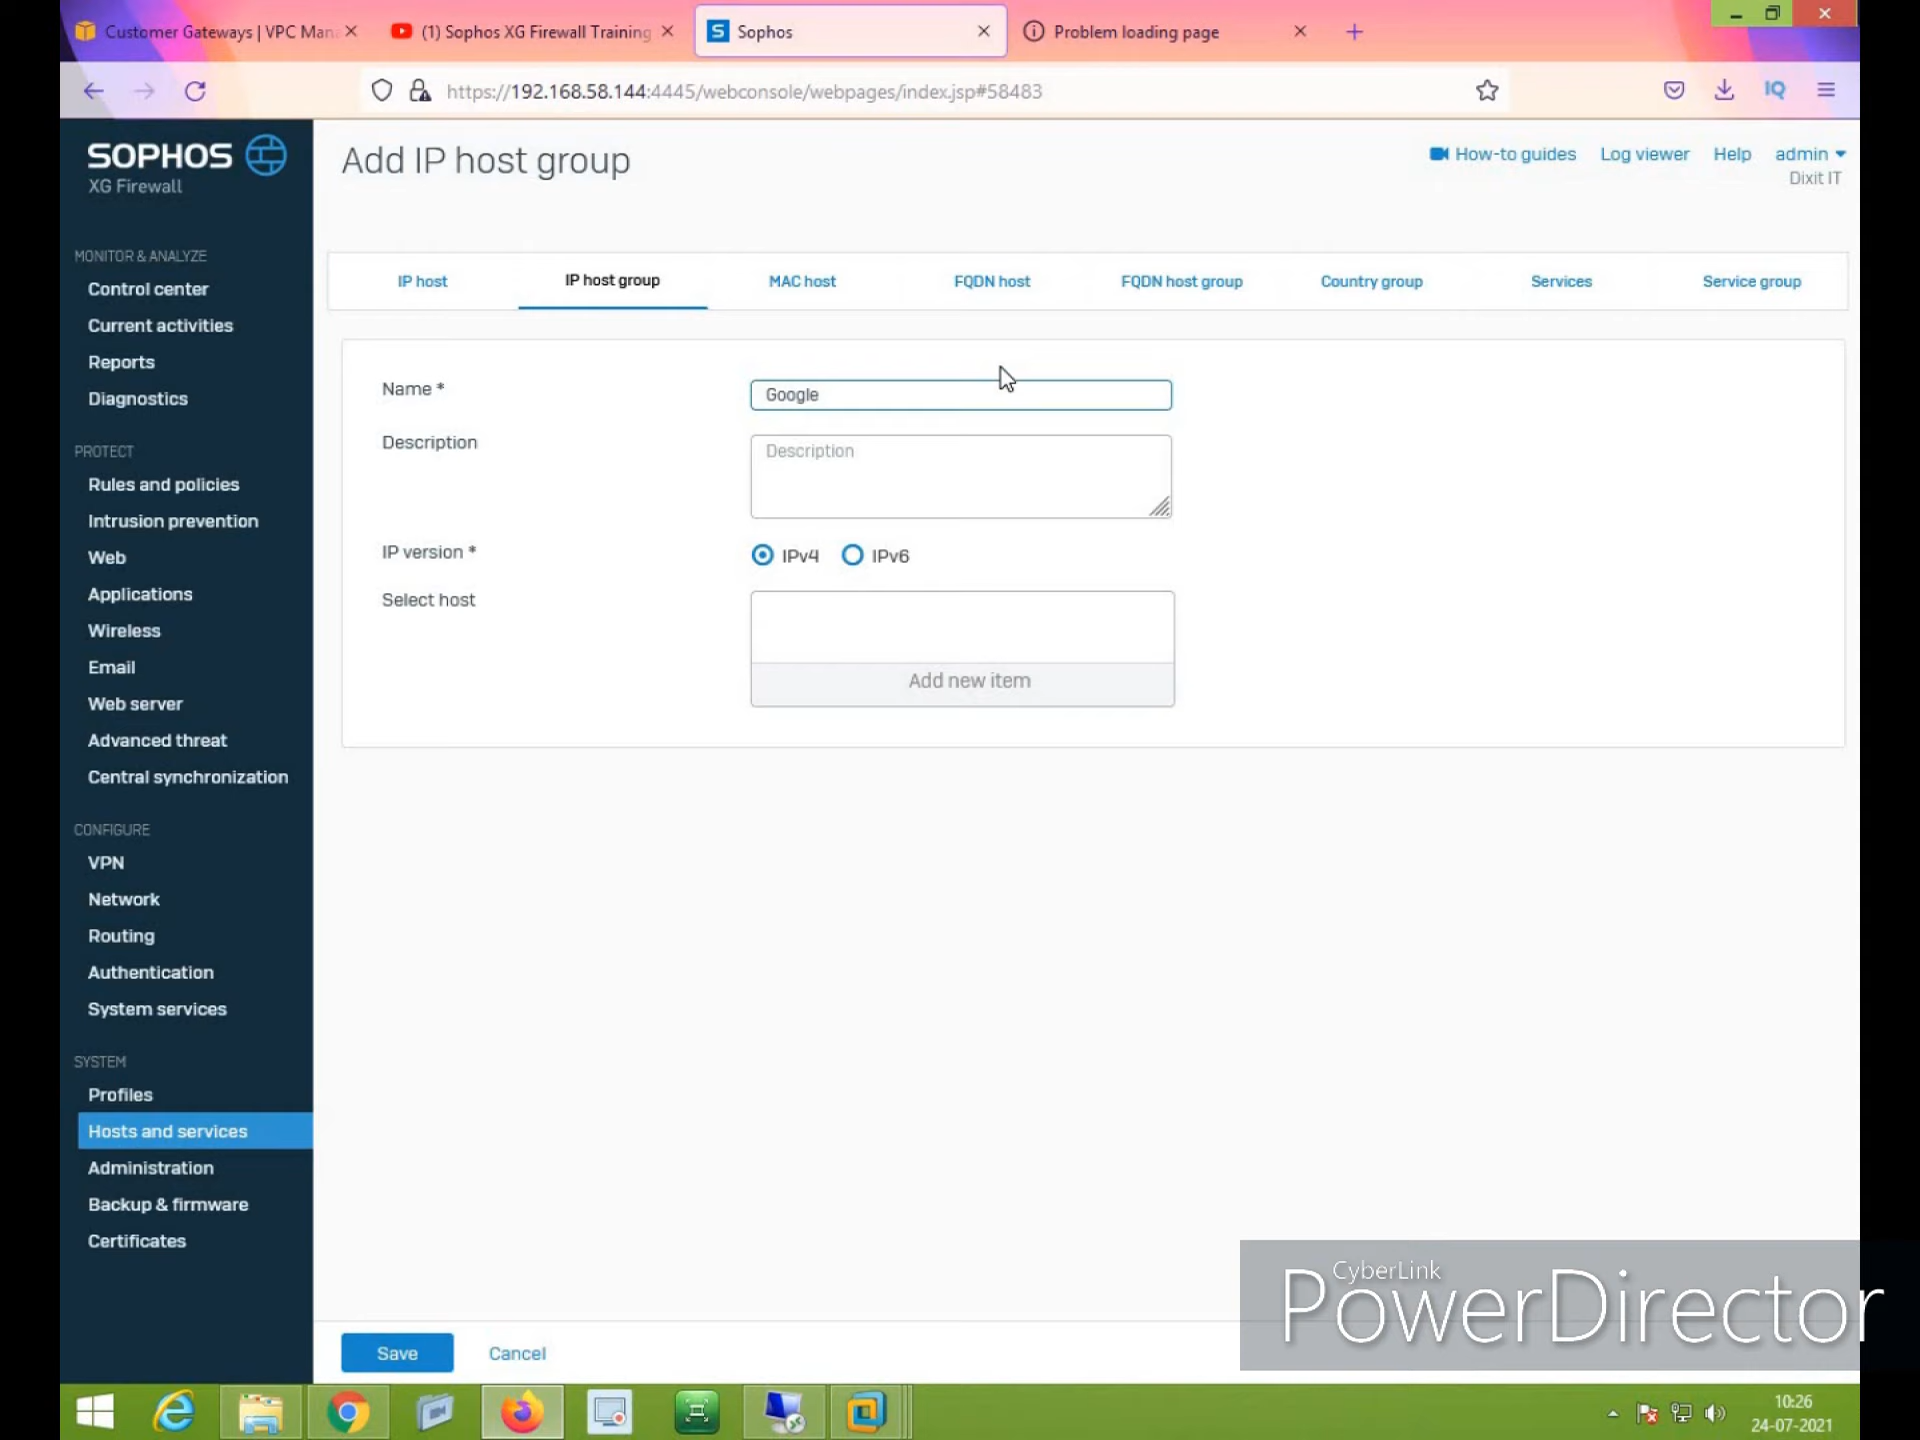 Customer Gateways | VPC Man
(1) Sophos XG Firewall Training
Sophos
Problem loading page
https://192.168.58.144:4445/webconsole/webpages/index.jsp#58483
IQ
SOPHOS
XG Firewall
MONITOR & ANALYZE
Control center
Current activities
Reports
Diagnostics
PROTECT
Rules and policies
Intrusion prevention
Web
Applications
Wireless
Email
Web server
Advanced threat
Central synchronization
CONFIGURE
VPN
Network
Routing
Authentication
System services
SYSTEM
Profiles
Hosts and services
Administration
Backup & firmware
Certificates
Add IP host group
How-to guides
Log viewer
Help
admin
Dixit IT
IP host
IP host group
MAC host
FQDN host
FQDN host group
Country group
Services
Service group
Name *
Google
Description
Description
IP version *
IPv4
IPv6
Select host
Add new item
Save
Cancel
CyberLink
PowerDirector
10:26
24-07-2021